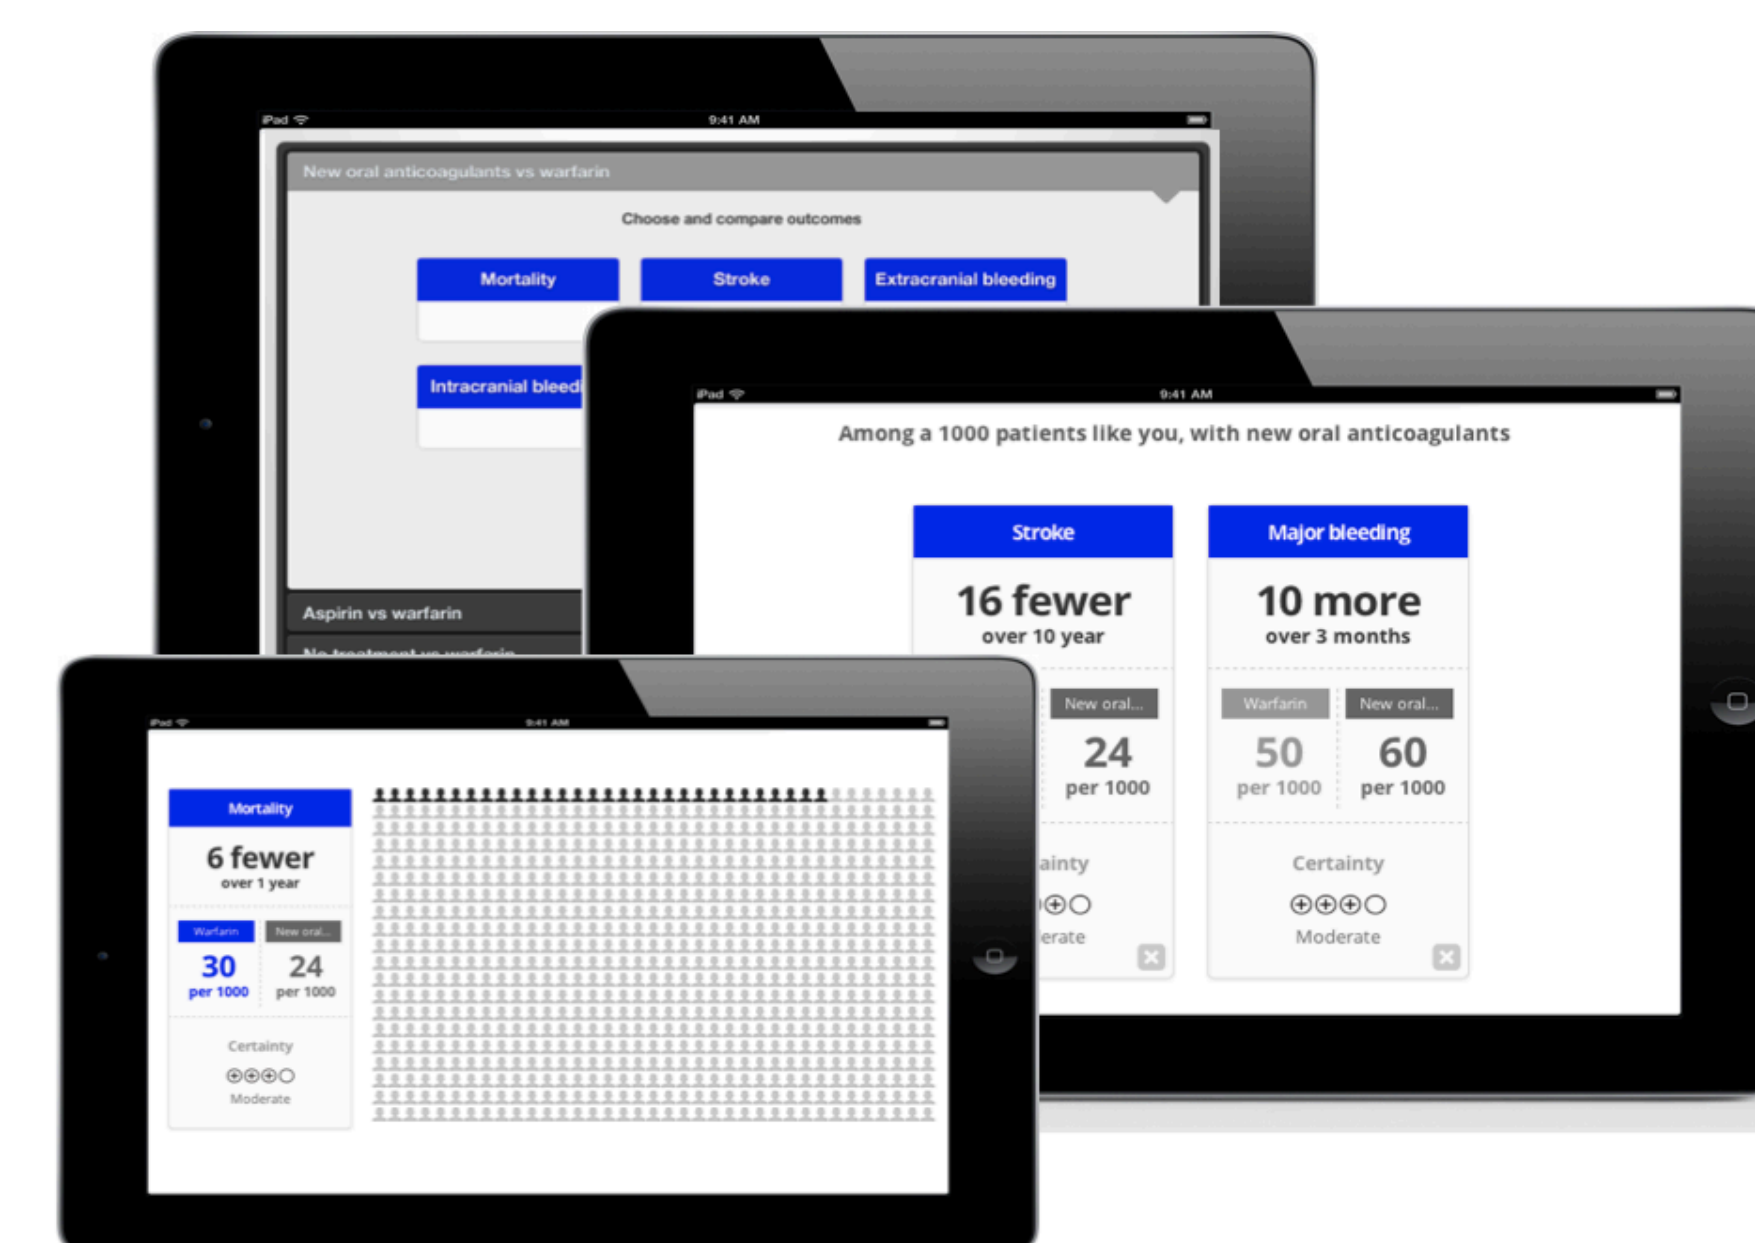 iPad 9:41 AM
New oral anticoagulants vs warfarin
Choose and compare outcomes
Mortality Stroke Extracranial bleeding
Intracranial
Aspirin vs warfarin
No treatment vs warfarin
iPad 9:41 AM
Among a 1000 patients like you, with new oral anticoagulants
Stroke Major bleeding
16 fewer 10 more
over 10 year over 3 months
New oral... Warfarin New oral...
24 50 60
per 1000 per 1000 per 1000
Certainty
Moderate
iPad 9:41 AM
Mortality
6 fewer
over 1 year
Warfarin New oral...
30 24
per 1000 per 1000
Certainty
Moderate